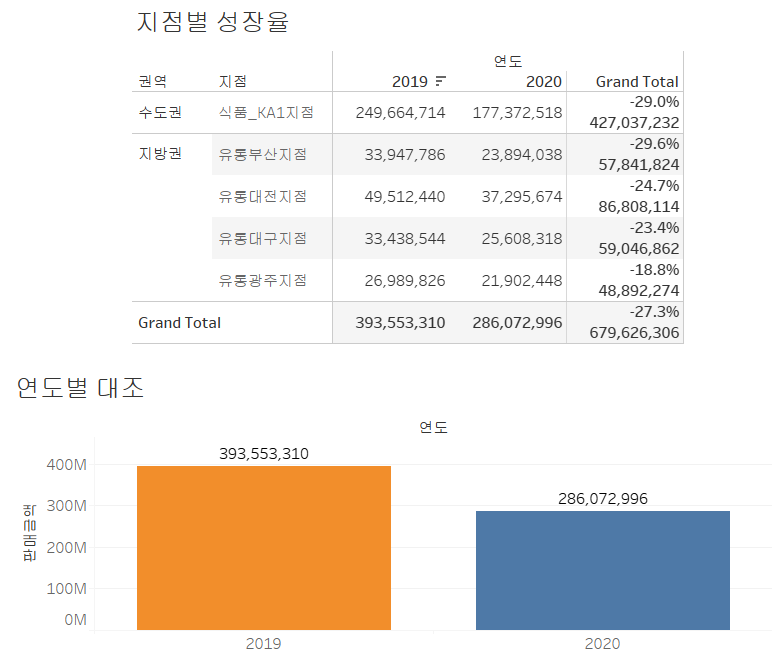 지점별 성장율
연도
권역 지점 2019 2020 Grand Total
수도권 식품_KA1지점 249,664,714 177,372,518 -29.0%
427,037,232
지방권 유통부산지점 33,947,786 23,894,038 -29.6%
57,841,824
유통대전지점 49,512,440 37,295,674 -24.7%
86,808,114
유통대구지점 33,438,544 25,608,318 -23.4%
59,046,862
유통광주지점 26,989,826 21,902,448 -18.8%
48,892,274
Grand Total 393,553,310 286,072,996 -27.3%
679,626,306
연도별 대조
연도
393,553,310
286,072,996
판매금액
400M
300M
200M
100M
0M
2019 2020